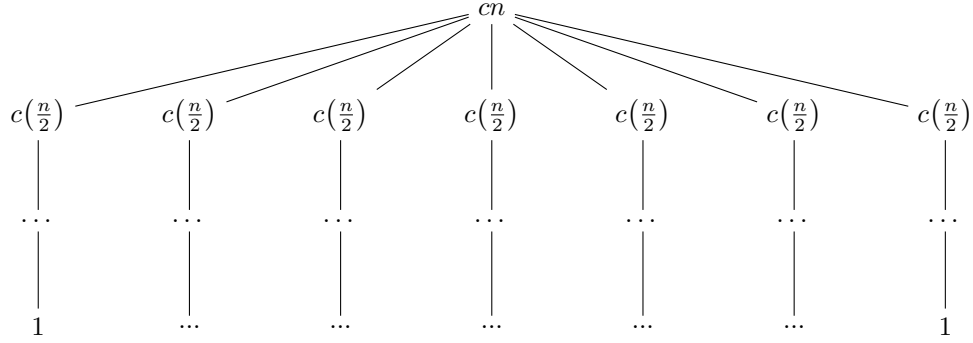 cn
c(n/2) c(n/2) c(n/2) c(n/2) c(n/2) c(n/2) c(n/2)
... ... ... ... ... ... ...
1 ... ... ... ... ... 1